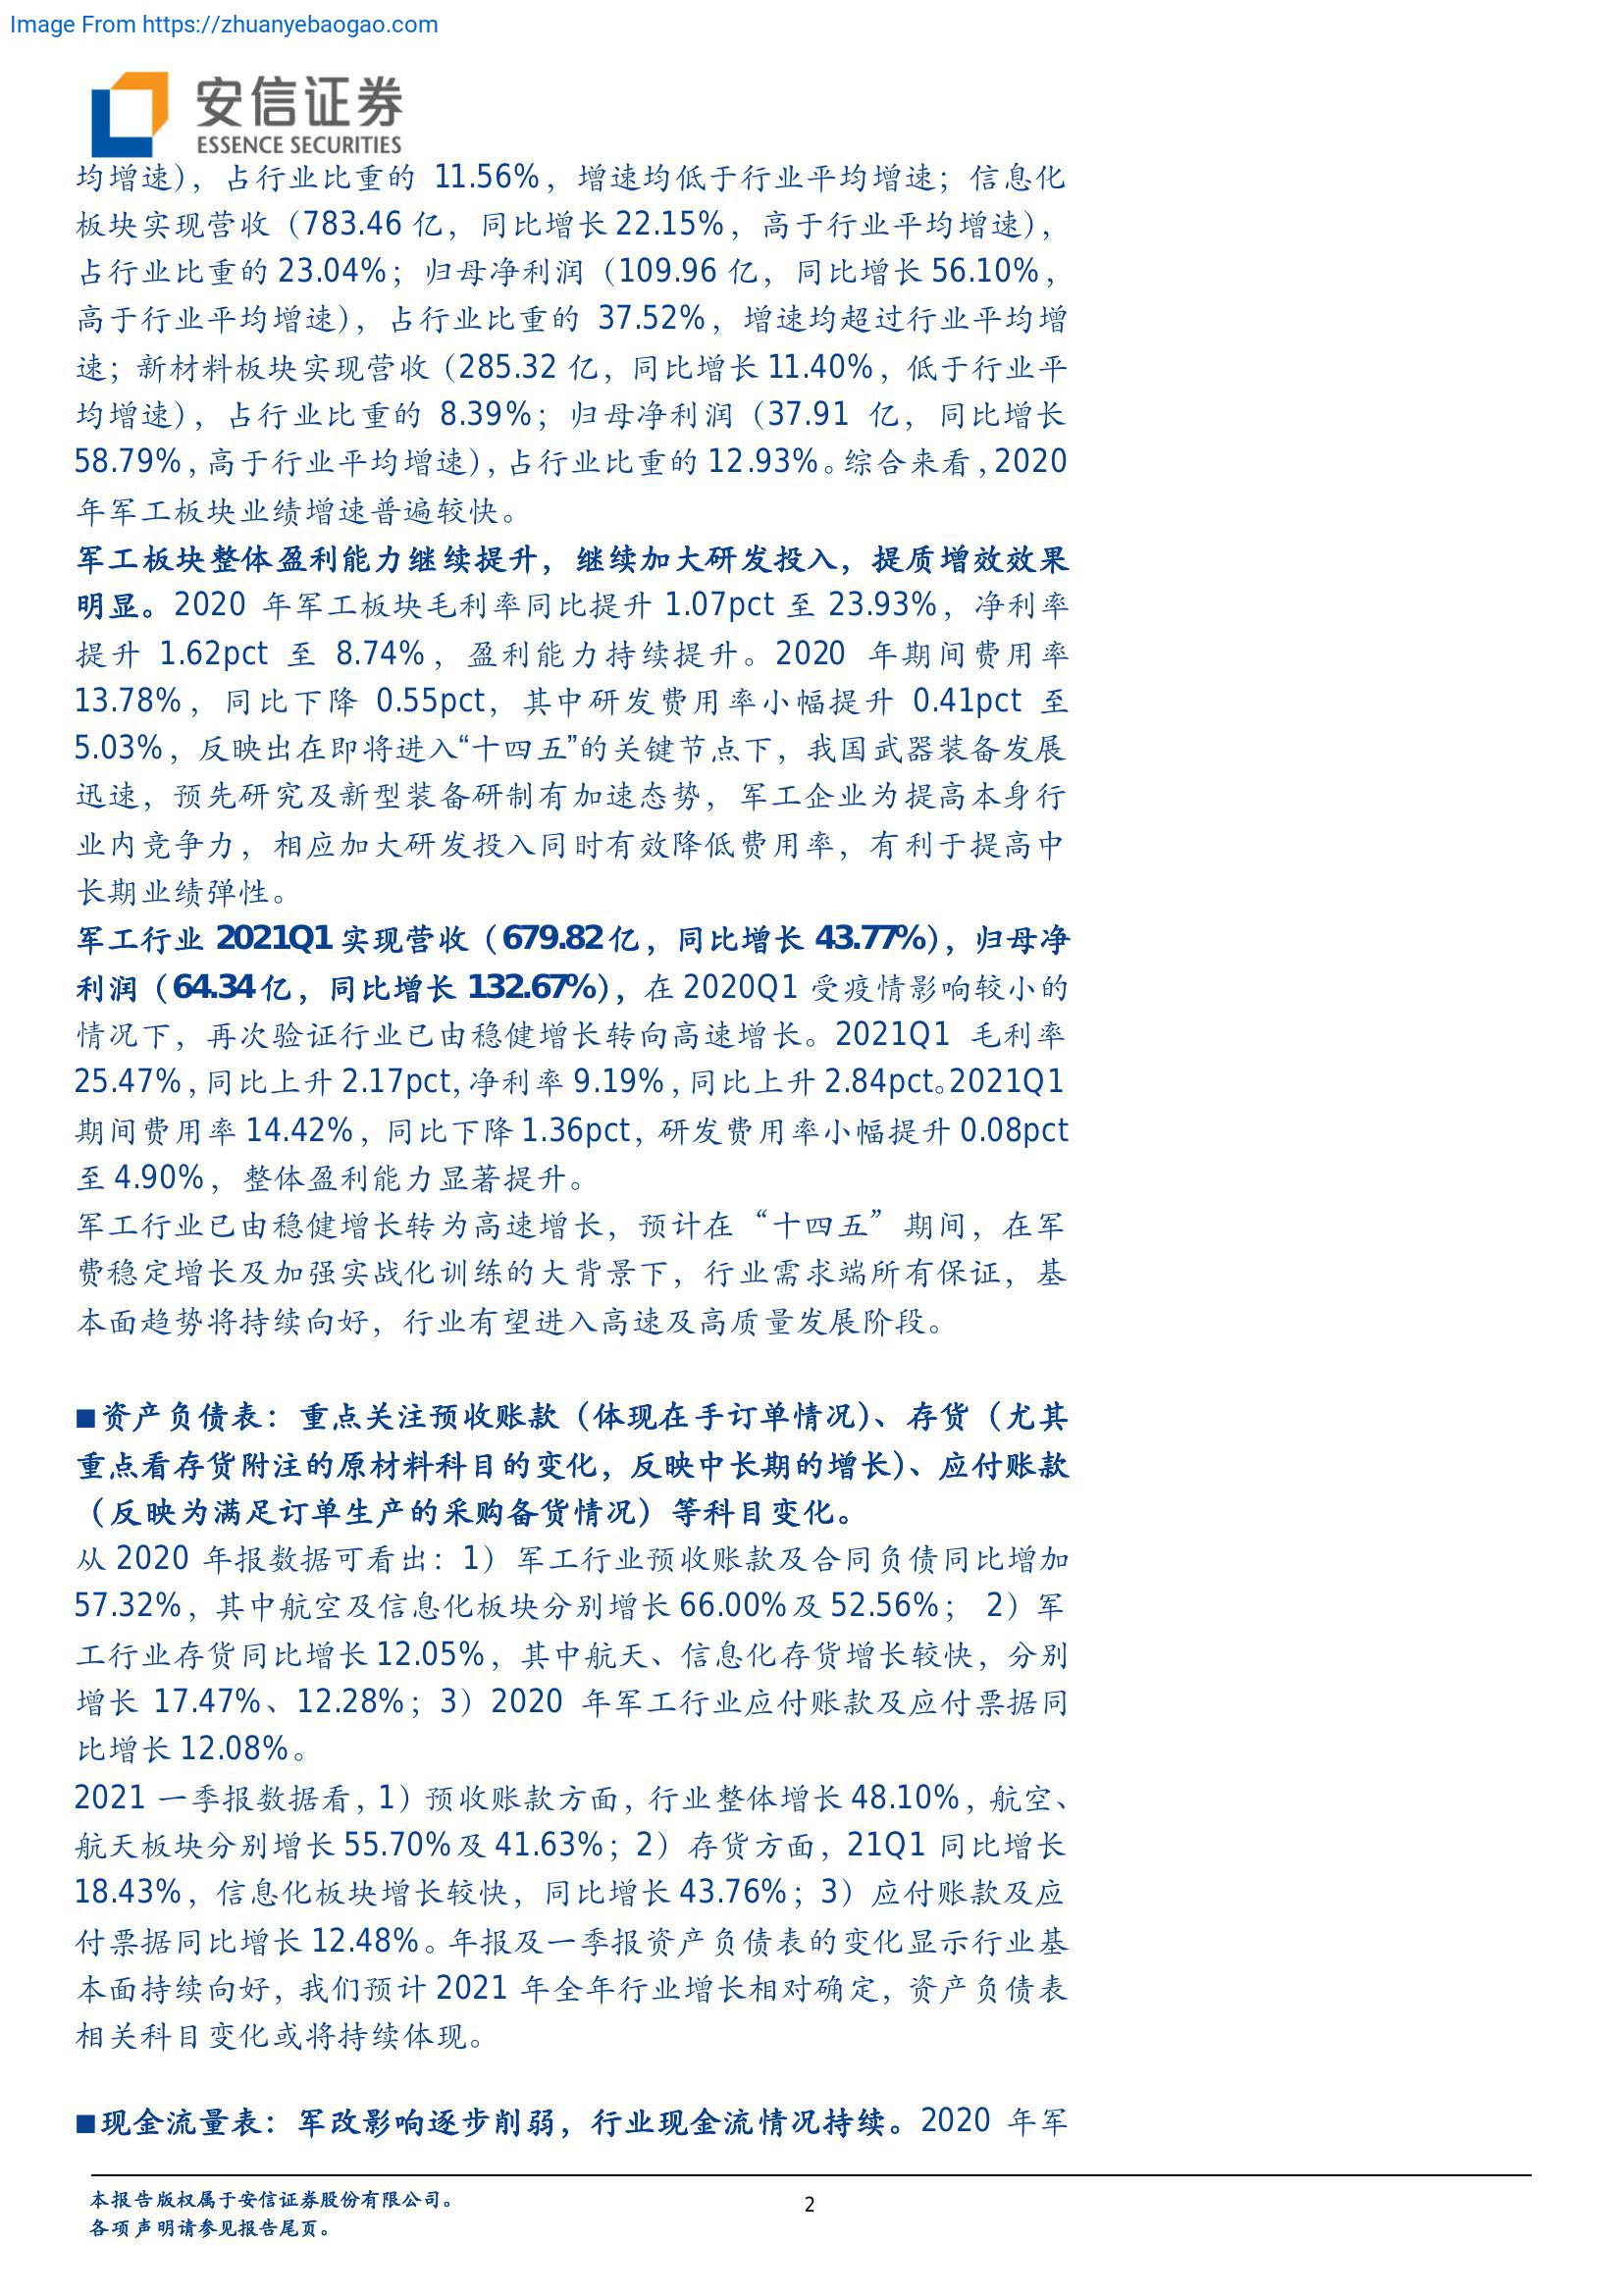 Image From https://zhuanyebaogao.com
安信证券
ESSENCE SECURITIES
均增速），占行业比重的 11.56%，增速均低于行业平均增速；信息化
板块实现营收（783.46 亿，同比增长 22.15%，高于行业平均增速），
占行业比重的 23.04%；归母净利润（109.96 亿，同比增长 56.10%，
高于行业平均增速），占行业比重的 37.52%，增速均超过行业平均增
速；新材料板块实现营收（285.32 亿，同比增长 11.40%，低于行业平
均增速），占行业比重的 8.39%；归母净利润（37.91 亿，同比增长
58.79%，高于行业平均增速），占行业比重的 12.93%。综合来看，2020
年军工板块业绩增速普遍较快。
军工板块整体盈利能力继续提升，继续加大研发投入，提质增效效果
明显。2020 年军工板块毛利率同比提升 1.07pct 至 23.93%，净利率
提升 1.62pct 至 8.74%，盈利能力持续提升。2020 年期间费用率
13.78%，同比下降 0.55pct，其中研发费用率小幅提升 0.41pct 至
5.03%，反映出在即将进入“十四五”的关键节点下，我国武器装备发展
迅速，预先研究及新型装备研制有加速态势，军工企业为提高本身行
业内竞争力，相应加大研发投入同时有效降低费用率，有利于提高中
长期业绩弹性。
军工行业 2021Q1 实现营收（679.82 亿，同比增长 43.77%），归母净
利润（64.34 亿，同比增长 132.67%），在 2020Q1 受疫情影响较小的
情况下，再次验证行业已由稳健增长转向高速增长。2021Q1 毛利率
25.47%，同比上升 2.17pct，净利率 9.19%，同比上升 2.84pct。2021Q1
期间费用率 14.42%，同比下降 1.36pct，研发费用率小幅提升 0.08pct
至 4.90%，整体盈利能力显著提升。
军工行业已由稳健增长转为高速增长，预计在“十四五”期间，在军
费稳定增长及加强实战化训练的大背景下，行业需求端所有保证，基
本面趋势将持续向好，行业有望进入高速及高质量发展阶段。
■资产负债表：重点关注预收账款（体现在手订单情况）、存货（尤其
重点看存货附注的原材料科目的变化，反映中长期的增长）、应付账款
（反映为满足订单生产的采购备货情况）等科目变化。
从 2020 年报数据可看出：1）军工行业预收账款及合同负债同比增加
57.32%，其中航空及信息化板块分别增长 66.00%及 52.56%； 2）军
工行业存货同比增长 12.05%，其中航天、信息化存货增长较快，分别
增长 17.47%、12.28%；3）2020 年军工行业应付账款及应付票据同
比增长 12.08%。
2021 一季报数据看，1）预收账款方面，行业整体增长 48.10%，航空、
航天板块分别增长 55.70%及 41.63%；2）存货方面，21Q1 同比增长
18.43%，信息化板块增长较快，同比增长 43.76%；3）应付账款及应
付票据同比增长 12.48%。年报及一季报资产负债表的变化显示行业基
本面持续向好，我们预计 2021 年全年行业增长相对确定，资产负债表
相关科目变化或将持续体现。
■现金流量表：军改影响逐步削弱，行业现金流情况持续。2020 年军
本报告版权属于安信证券股份有限公司。
2
各项声明请参见报告尾页。